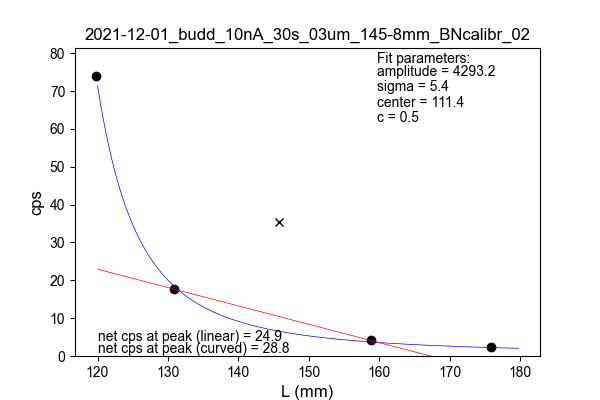 2021-12-01_budd_10nA_30s_03um_145-8mm_BNcalibr_02
Fit parameters:
amplitude = 4293.2
sigma = 5.4
center = 111.4
c = 0.5
80
70
60
50
40
30
20
10
0
cps
net cps at peak (linear) = 24.9
net cps at peak (curved) = 28.8
120 130 140 150 160 170 180
L (mm)